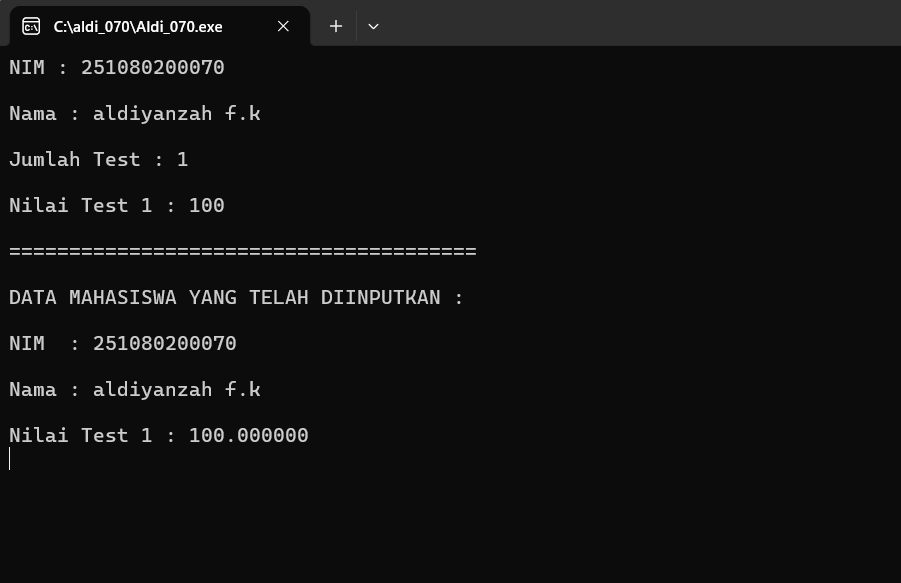 C:\aldi_070\Aldi_070.exe
NIM : 251080200070
Nama : aldiyanzah f.k
Jumlah Test : 1
Nilai Test 1 : 100
=======================================
DATA MAHASISWA YANG TELAH DIINPUTKAN :
NIM  : 251080200070
Nama : aldiyanzah f.k
Nilai Test 1 : 100.000000